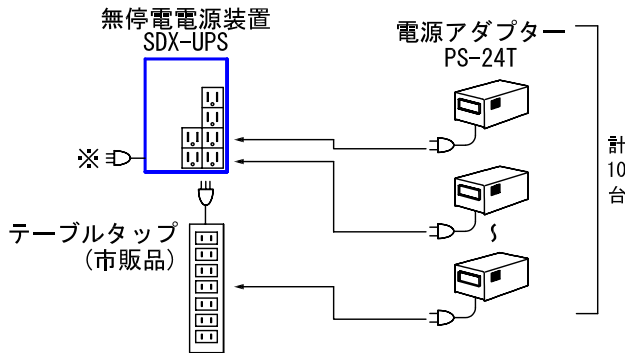 無停電電源装置
SDX-UPS
電源アダプター
PS-24T
※
計
10
台
テーブルタップ
(市販品)
〜